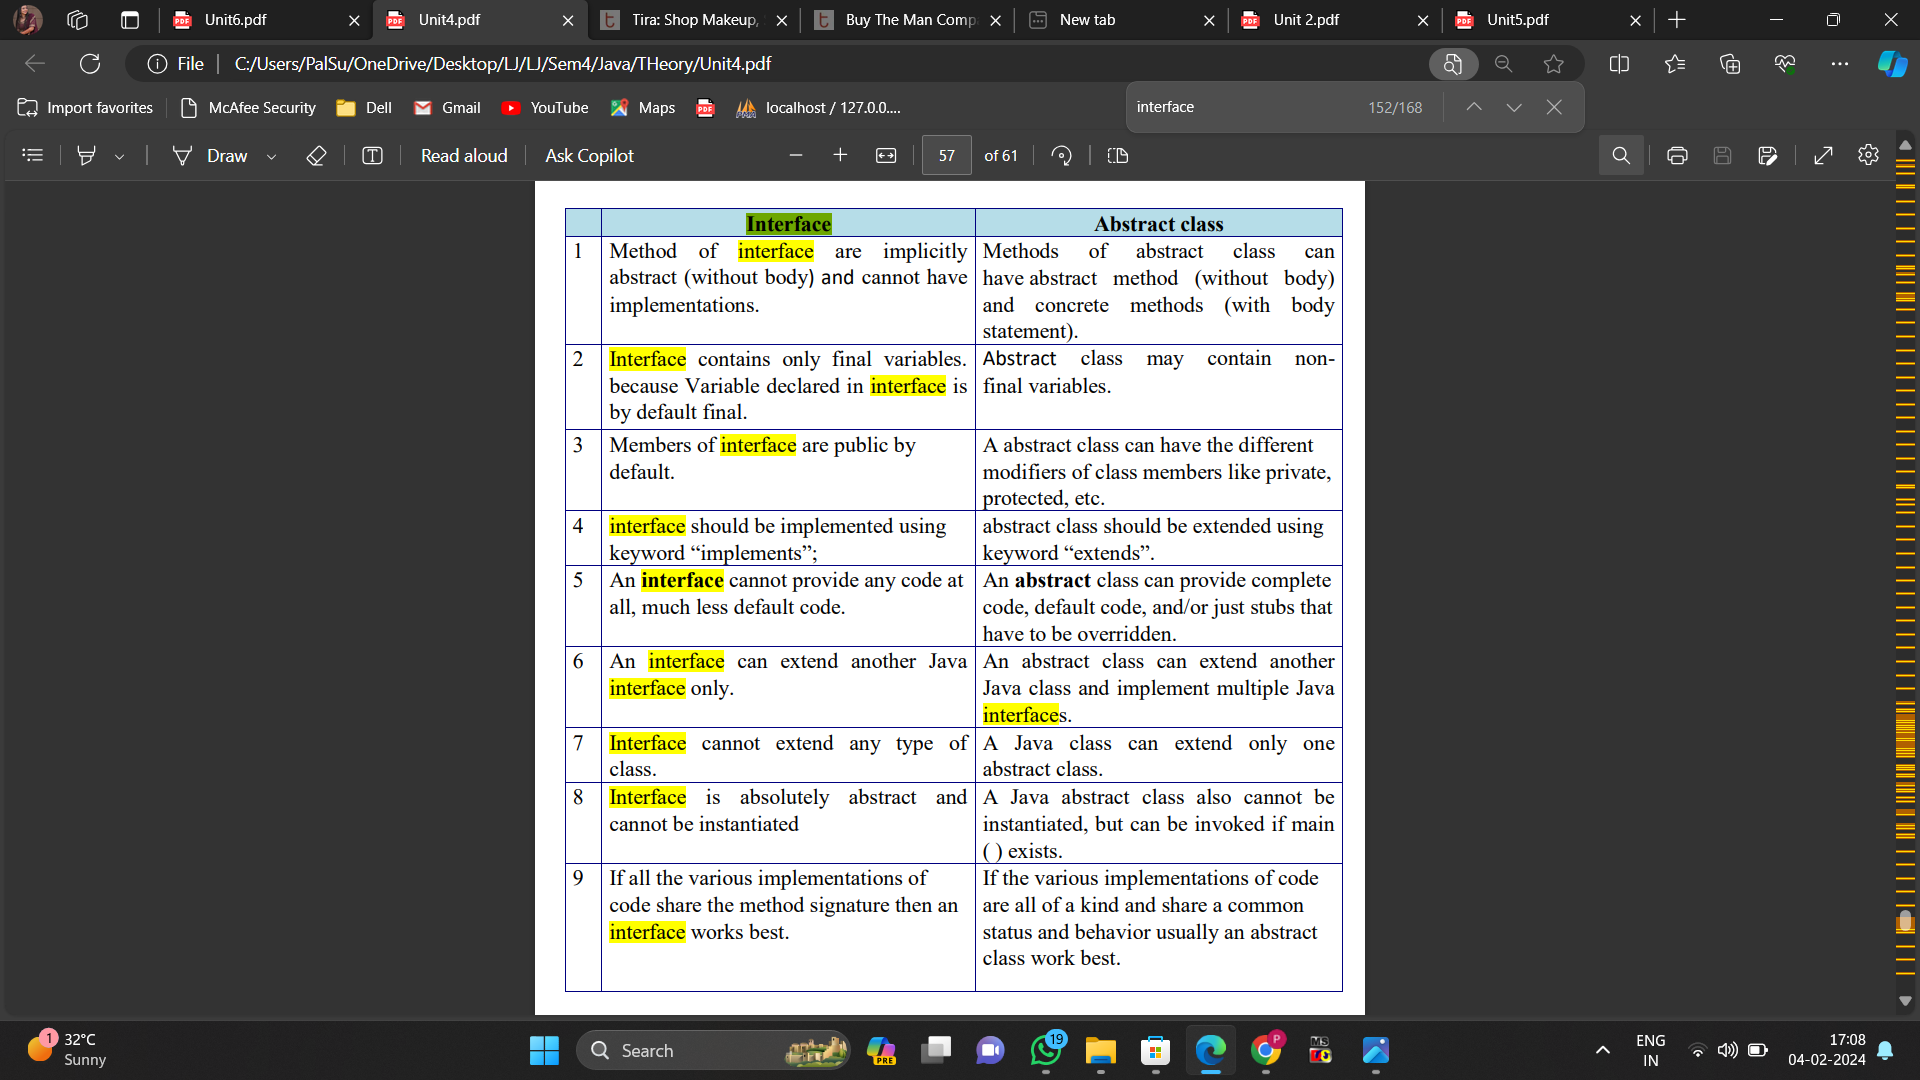 Unit6.pdf
Unit4.pdf
Tira: Shop Makeup,
Buy The Man Comp
New tab
Unit 2.pdf
Unit5.pdf
File
C:/Users/PalSu/OneDrive/Desktop/LJ/LJ/Sem4/Java/THeory/Unit4.pdf
Import favorites
McAfee Security
Dell
Gmail
YouTube
Maps
localhost / 127.0.0....
interface
152/168
Draw
Read aloud
Ask Copilot
57
of 61
Interface
Abstract class
1
Method of interface are implicitly
abstract (without body) and cannot have
implementations.
Methods of abstract class can
have abstract method (without body)
and concrete methods (with body
statement).
2
Interface contains only final variables.
because Variable declared in interface is
by default final.
Abstract class may contain non-
final variables.
3
Members of interface are public by
default.
A abstract class can have the different
modifiers of class members like private,
protected, etc.
4
interface should be implemented using
keyword “implements”;
abstract class should be extended using
keyword “extends”.
5
An interface cannot provide any code at
all, much less default code.
An abstract class can provide complete
code, default code, and/or just stubs that
have to be overridden.
6
An interface can extend another Java
interface only.
An abstract class can extend another
Java class and implement multiple Java
interfaces.
7
Interface cannot extend any type of
class.
A Java class can extend only one
abstract class.
8
Interface is absolutely abstract and
cannot be instantiated
A Java abstract class also cannot be
instantiated, but can be invoked if main
( ) exists.
9
If all the various implementations of
code share the method signature then an
interface works best.
If the various implementations of code
are all of a kind and share a common
status and behavior usually an abstract
class work best.
1
32°C
Sunny
Search
PRE
19
P
MS
ENG
IN
17:08
04-02-2024